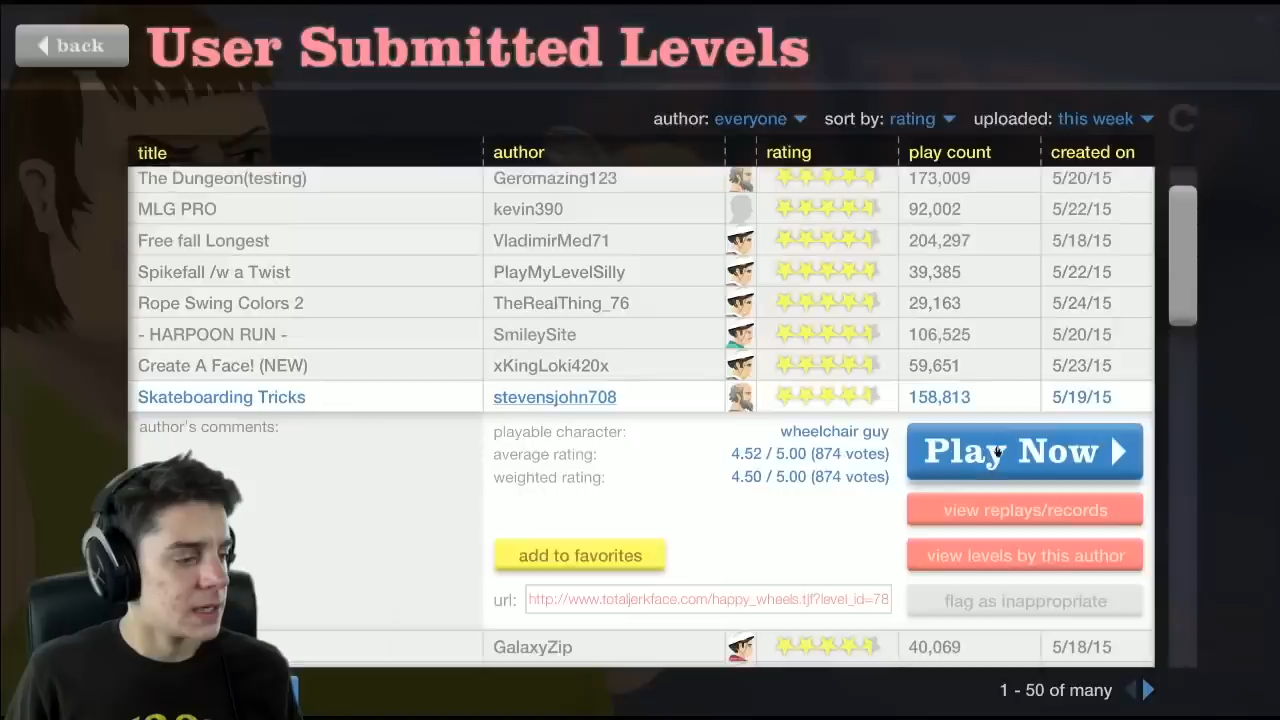 back
User Submitted Levels
author: everyone sort by: rating uploaded: this week
title author rating play count created on
The Dungeon(testing) Geromazing123 173,009 5/20/15
MLG PRO kevin390 92,002 5/22/15
Free fall Longest VladimirMed71 204,297 5/18/15
Spikefall /w a Twist PlayMyLevelSilly 39,385 5/22/15
Rope Swing Colors 2 TheRealThing_76 29,163 5/24/15
- HARPOON RUN - SmileySite 106,525 5/20/15
Create A Face! (NEW) xKingLoki420x 59,651 5/23/15
Skateboarding Tricks stevensjohn708 158,813 5/19/15
author's comments:
playable character: wheelchair guy
average rating: 4.52 / 5.00 (874 votes)
weighted rating: 4.50 / 5.00 (874 votes)
Play Now
view replays/records
add to favorites
view levels by this author
url: http://www.totaljerkface.com/happy_wheels.tjf?level_id=78
flag as inappropriate
GalaxyZip 40,069 5/18/15
1 - 50 of many